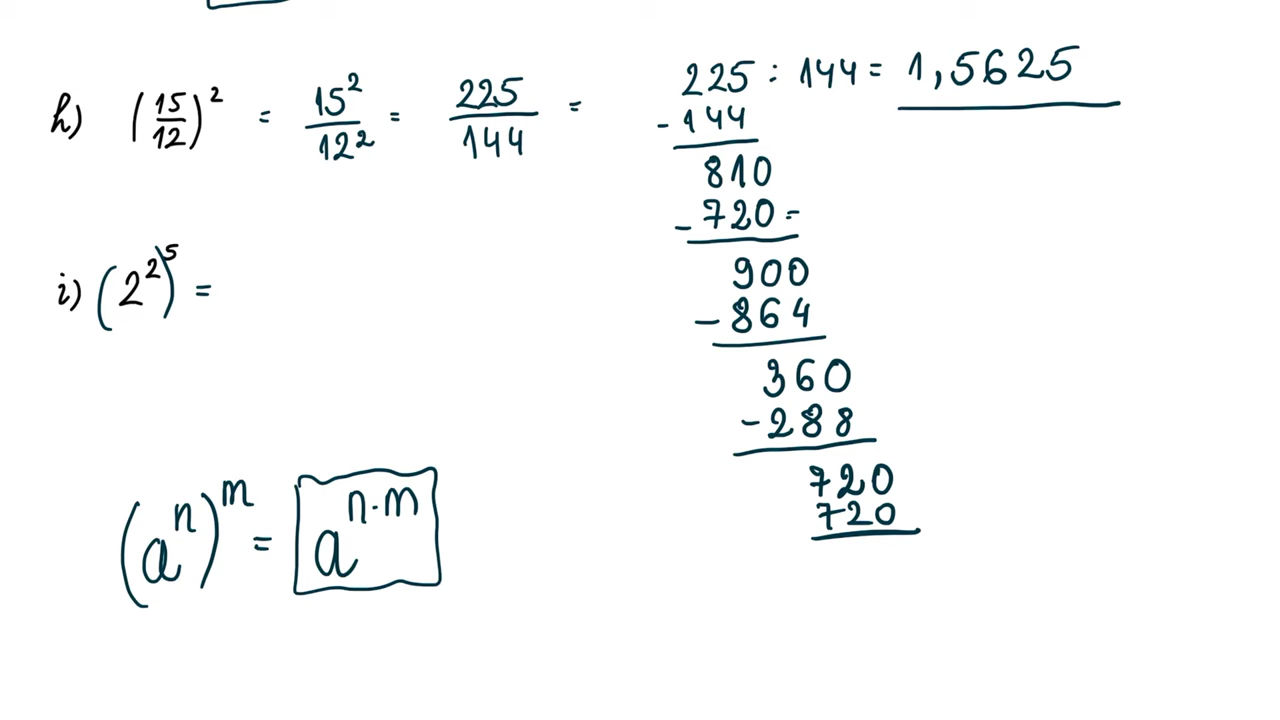 h) (15/12)² = 15²/12² = 225/144 =
225 : 144 = 1,5625
- 144
810
- 720 =
900
- 864
360
- 288
720
720
i) (2²)⁵ =
(aⁿ)ᵐ = aⁿ·ᵐ